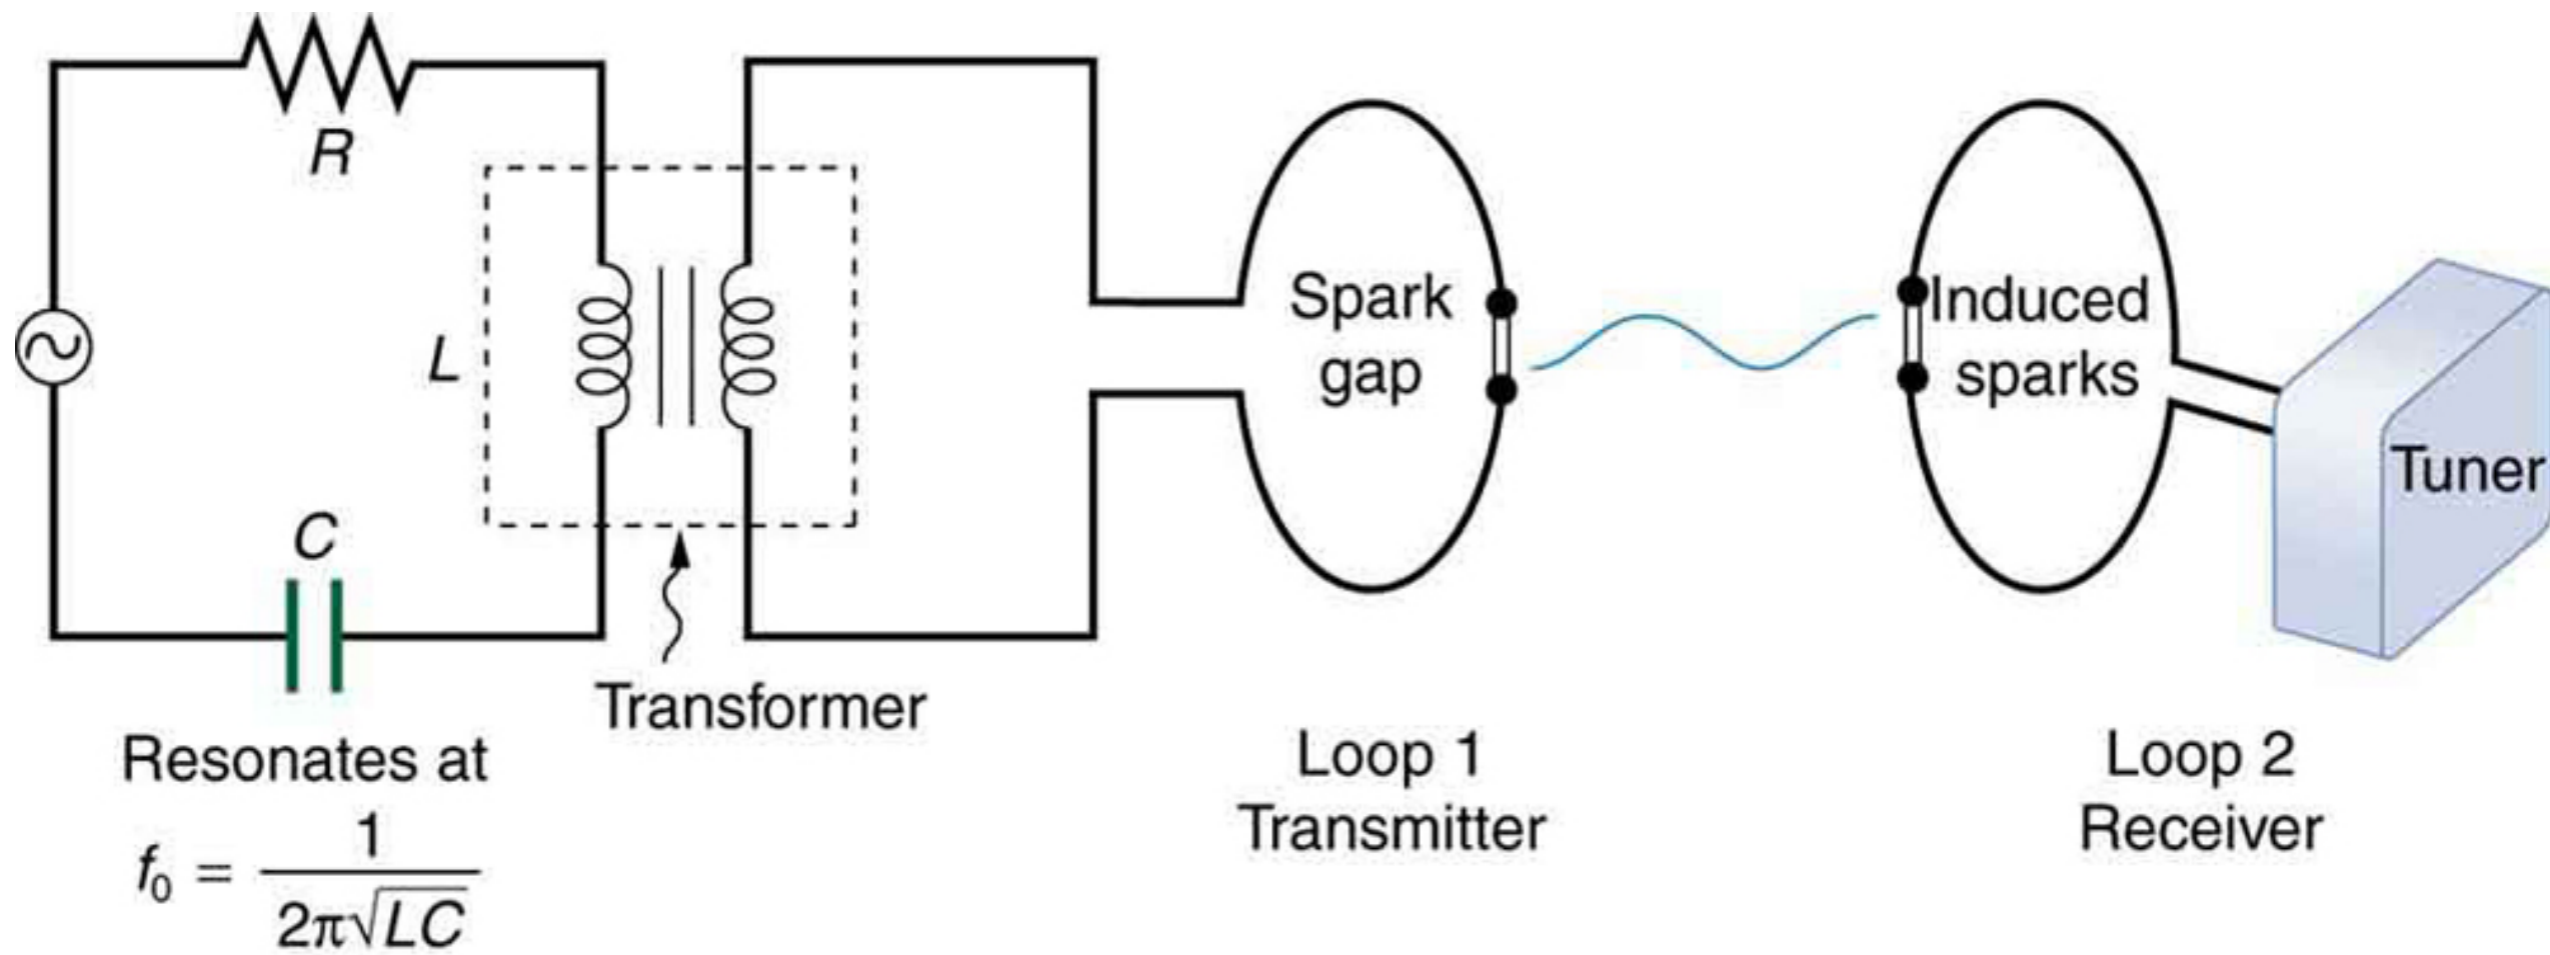 R
L
C
Spark
gap
Induced
sparks
Tuner
Transformer
Resonates at
f₀ = 1
2π√LC
Loop 1
Transmitter
Loop 2
Receiver